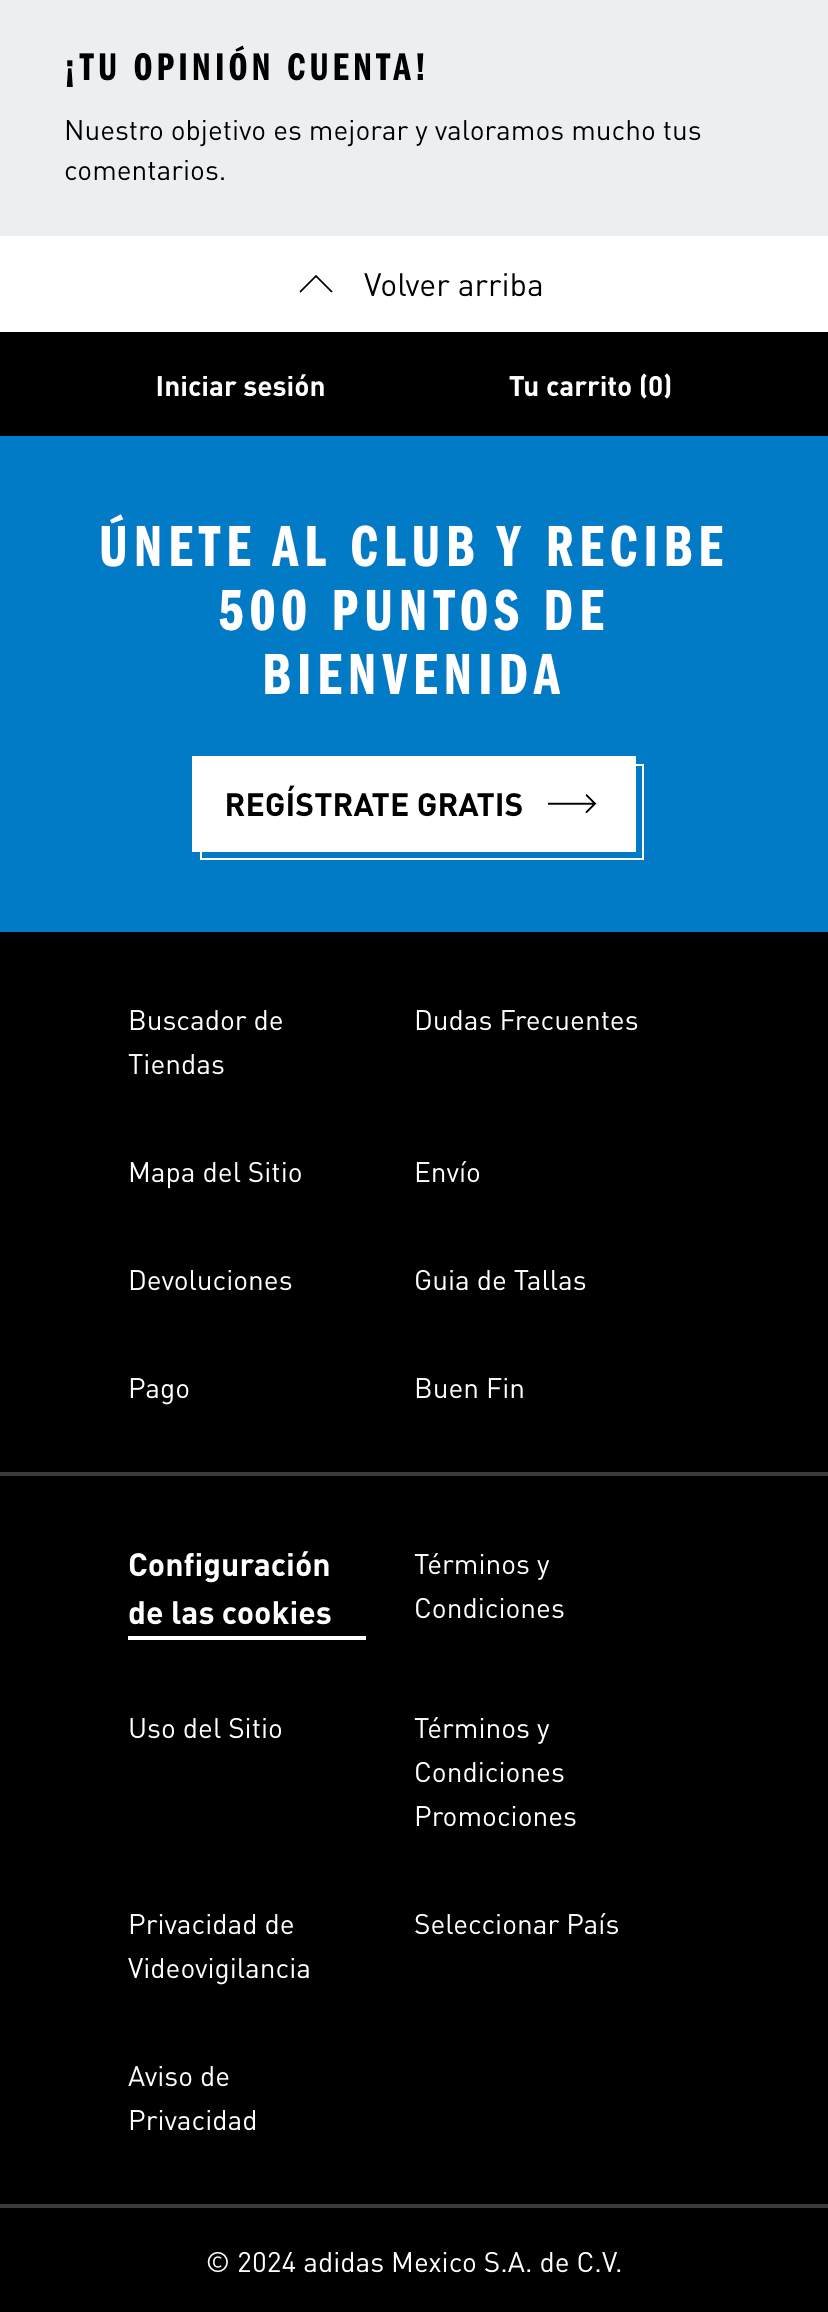 ¡TU OPINIÓN CUENTA!
Nuestro objetivo es mejorar y valoramos mucho tus
comentarios.
Volver arriba
Iniciar sesión
Tu carrito (0)
ÚNETE AL CLUB Y RECIBE
500 PUNTOS DE
BIENVENIDA
REGÍSTRATE GRATIS
Buscador de
Tiendas
Dudas Frecuentes
Mapa del Sitio
Envío
Devoluciones
Guia de Tallas
Pago
Buen Fin
Configuración
de las cookies
Términos y
Condiciones
Uso del Sitio
Términos y
Condiciones
Promociones
Privacidad de
Videovigilancia
Seleccionar País
Aviso de
Privacidad
© 2024 adidas Mexico S.A. de C.V.